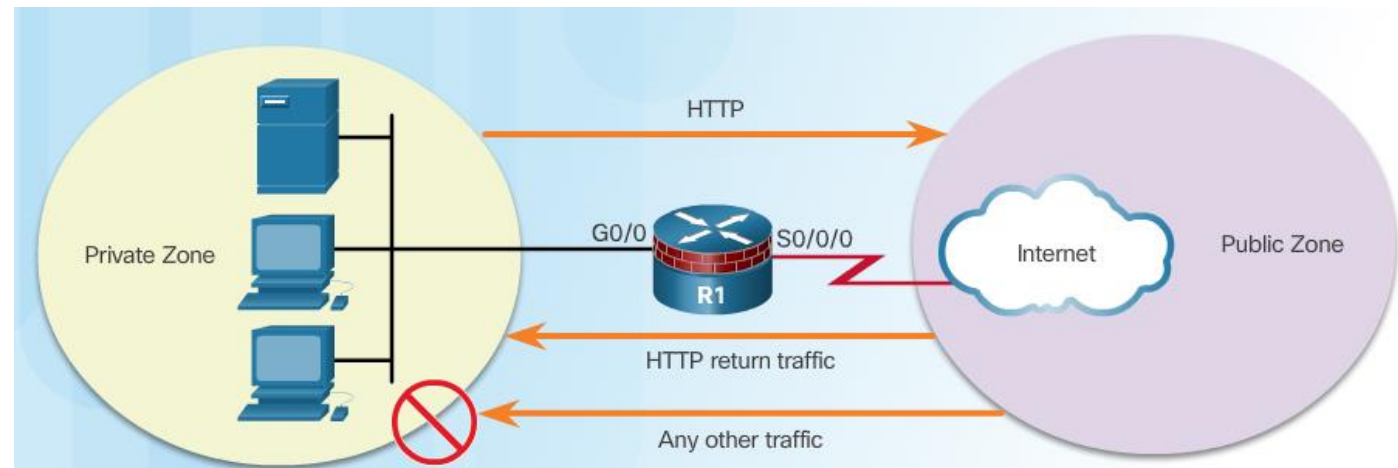 HTTP
Private Zone
G0/0
S0/0/0
R1
Internet
Public Zone
HTTP return traffic
Any other traffic